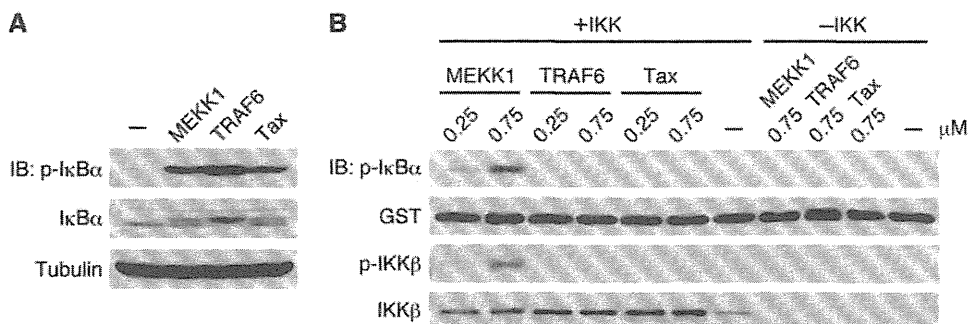 A
— MEKK1 TRAF6 Tax
IB: p-IκBα
IκBα
Tubulin
B
+IKK –IKK
MEKK1 TRAF6 Tax MEKK1 TRAF6 Tax
0.25 0.75 0.25 0.75 0.25 0.75 — 0.75 0.75 0.75 — μM
IB: p-IκBα
GST
p-IKKβ
IKKβ